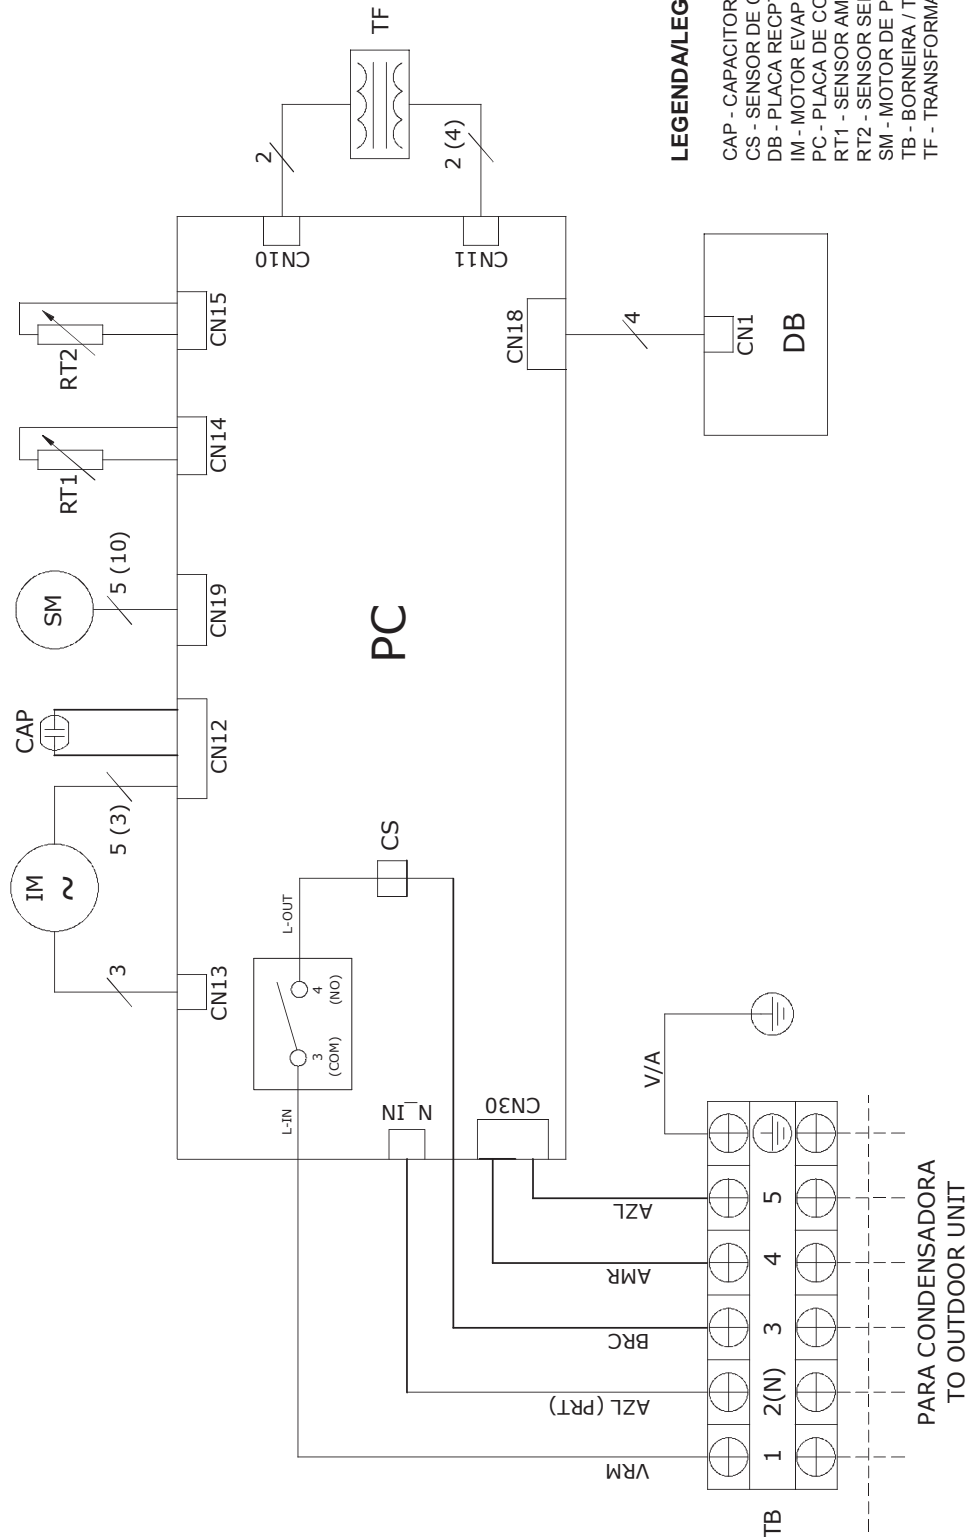 IM
~
CAP
SM
RT1
RT2
TF
3
5 (3)
5 (10)
2
2 (4)
CN13
CN12
CN19
CN14
CN15
CN10
CN11
L-IN
3
(COM)
4
(NO)
L-OUT
CS
PC
N_IN
CN30
CN18
4
CN1
DB
VRM
AZL (PRT)
BRC
AMR
AZL
V/A
TB
1
2(N)
3
4
5
PARA CONDENSADORA
TO OUTDOOR UNIT
LEGENDA/LEG
CAP - CAPACITOR
CS - SENSOR DE C
DB - PLACA RECPT
IM - MOTOR EVAP
PC - PLACA DE CO
RT1 - SENSOR AM
RT2 - SENSOR SE
SM - MOTOR DE P
TB - BORNEIRA / T
TF - TRANSFORMA